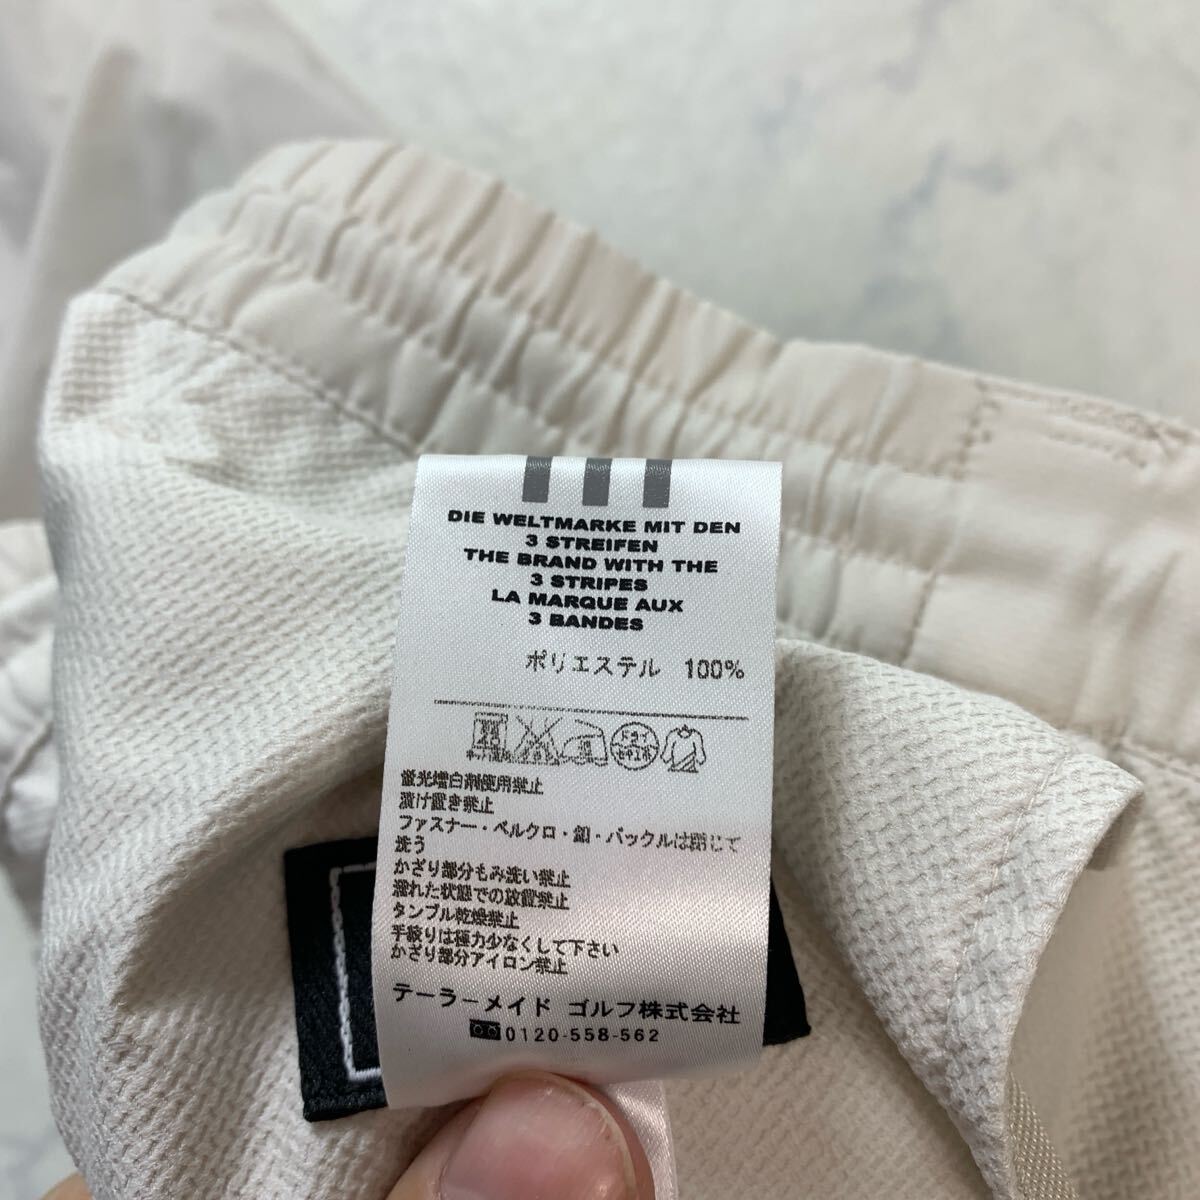 DIE WELTMARKE MIT DEN
3 STREIFEN
THE BRAND WITH THE
3 STRIPES
LA MARQUE AUX
3 BANDES
ポリエステル 100%
蛍光増白剤使用禁止
漬け置き禁止
ファスナー・ベルクロ・釦・バックルは閉じて
洗う
かざり部分もみ洗い禁止
濡れた状態での放置禁止
タンブル乾燥禁止
手絞りは極力少なくして下さい
かざり部分アイロン禁止
テーラーメイド ゴルフ株式会社
0120-558-562